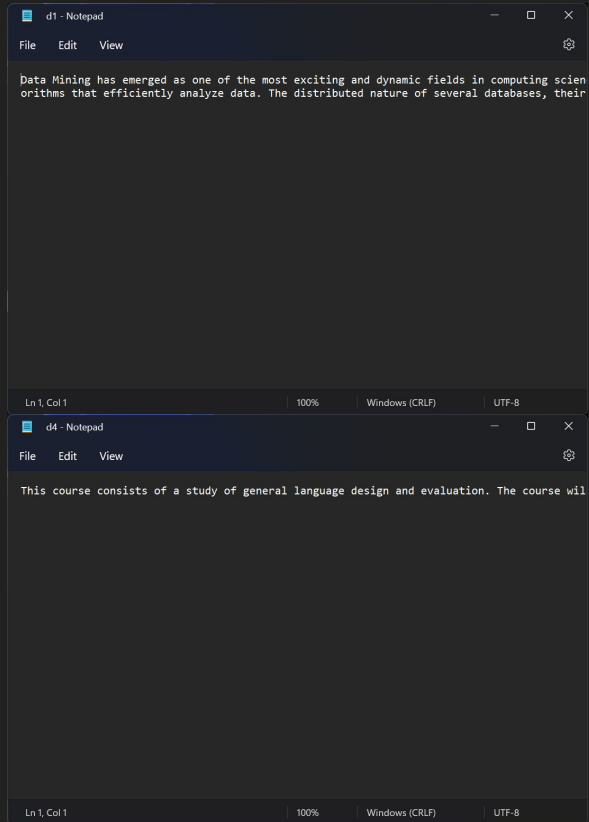 d1 - Notepad
File Edit View
Data Mining has emerged as one of the most exciting and dynamic fields in computing scien
orithms that efficiently analyze data. The distributed nature of several databases, their
Ln 1, Col 1 100% Windows (CRLF) UTF-8
d4 - Notepad
File Edit View
This course consists of a study of general language design and evaluation. The course wil
Ln 1, Col 1 100% Windows (CRLF) UTF-8